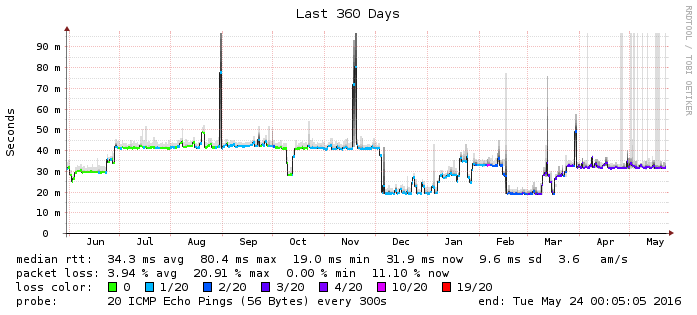 Last 360 Days
RRDTOOL / TOBI OETIKER
Seconds
90 m
80 m
70 m
60 m
50 m
40 m
30 m
20 m
10 m
0
Jun Jul Aug Sep Oct Nov Dec Jan Feb Mar Apr May
median rtt: 34.3 ms avg 80.4 ms max 19.0 ms min 31.9 ms now 9.6 ms sd 3.6 am/s
packet loss: 3.94 % avg 20.91 % max 0.00 % min 11.10 % now
loss color: 0 1/20 2/20 3/20 4/20 10/20 19/20
probe: 20 ICMP Echo Pings (56 Bytes) every 300s end: Tue May 24 00:05:05 2016